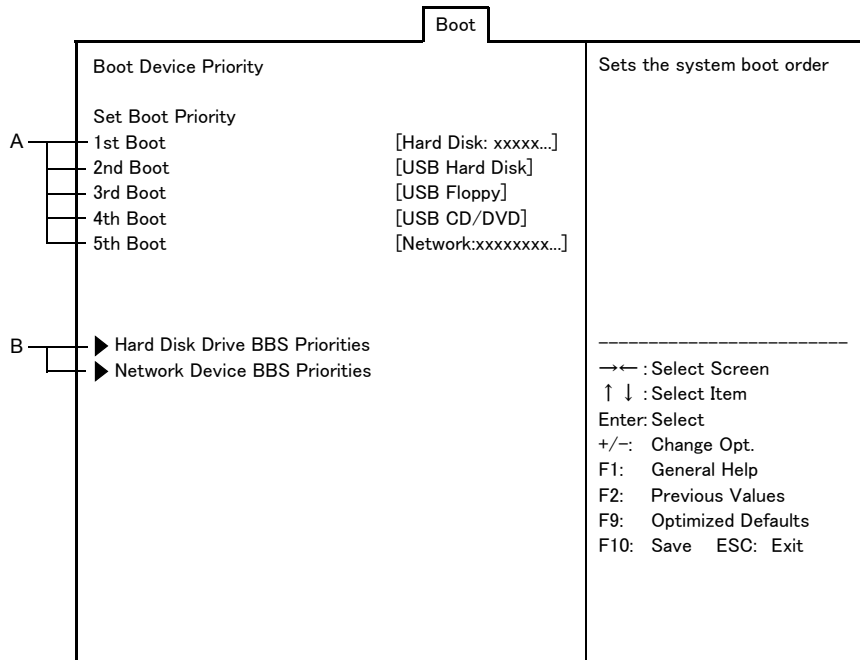 Boot
Boot Device Priority
Sets the system boot order
Set Boot Priority
A
1st Boot [Hard Disk: xxxxx...]
2nd Boot [USB Hard Disk]
3rd Boot [USB Floppy]
4th Boot [USB CD/DVD]
5th Boot [Network:xxxxxxxx...]
B
▶ Hard Disk Drive BBS Priorities
▶ Network Device BBS Priorities
-------------------------
→← : Select Screen
↑ ↓ : Select Item
Enter: Select
+/-: Change Opt.
F1: General Help
F2: Previous Values
F9: Optimized Defaults
F10: Save ESC: Exit